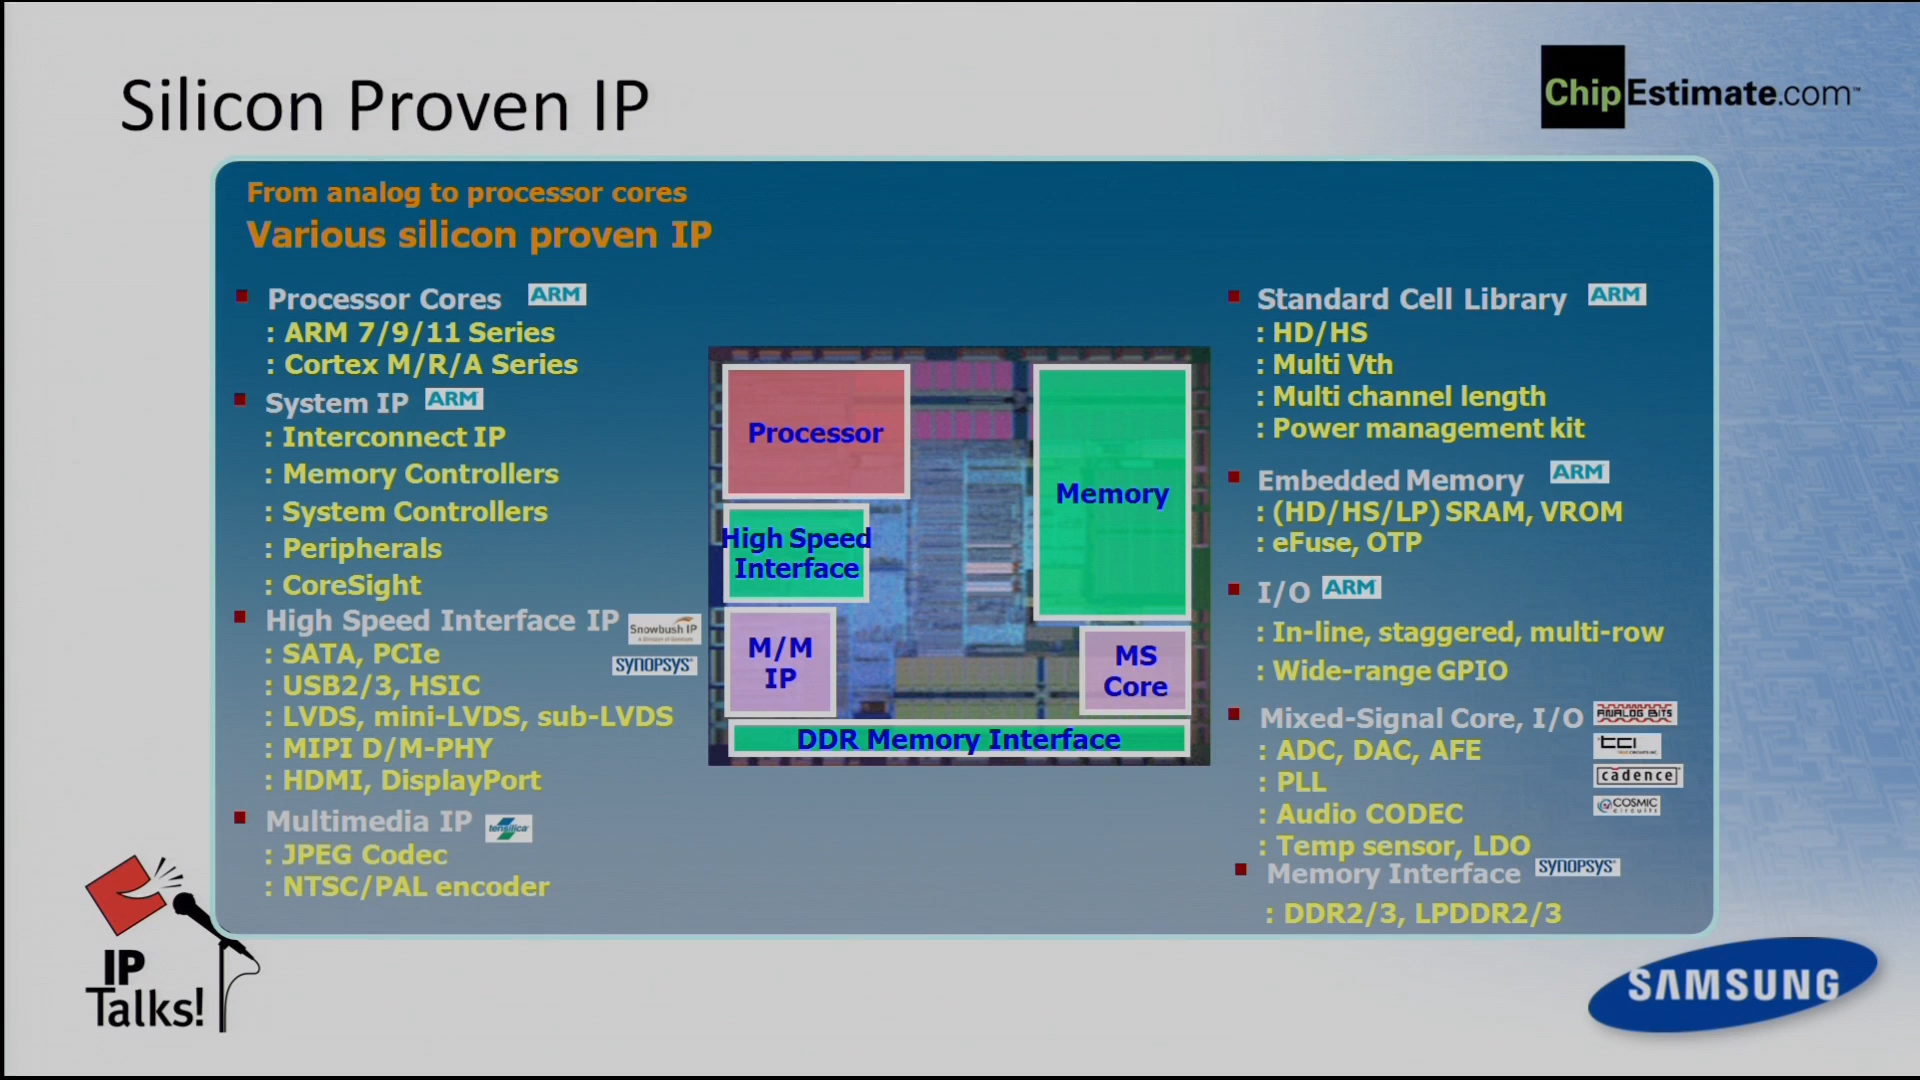 Silicon Proven IP
ChipEstimate.com™
From analog to processor cores
Various silicon proven IP
Processor Cores ARM
: ARM 7/9/11 Series
: Cortex M/R/A Series
System IP ARM
: Interconnect IP
: Memory Controllers
: System Controllers
: Peripherals
: CoreSight
High Speed Interface IP Snowbush IP
: SATA, PCIe SYNOPSYS
: USB2/3, HSIC
: LVDS, mini-LVDS, sub-LVDS
: MIPI D/M-PHY
: HDMI, DisplayPort
Multimedia IP tensilica
: JPEG Codec
: NTSC/PAL encoder
Processor
High Speed
Interface
M/M
IP
Memory
MS
Core
DDR Memory Interface
Standard Cell Library ARM
: HD/HS
: Multi Vth
: Multi channel length
: Power management kit
Embedded Memory ARM
: (HD/HS/LP) SRAM, VROM
: eFuse, OTP
I/O ARM
: In-line, staggered, multi-row
: Wide-range GPIO
Mixed-Signal Core, I/O ANALOG BITS
: ADC, DAC, AFE tci
: PLL cadence
: Audio CODEC COSMIC circuits
: Temp sensor, LDO
Memory Interface SYNOPSYS
: DDR2/3, LPDDR2/3
IP
Talks!
SAMSUNG